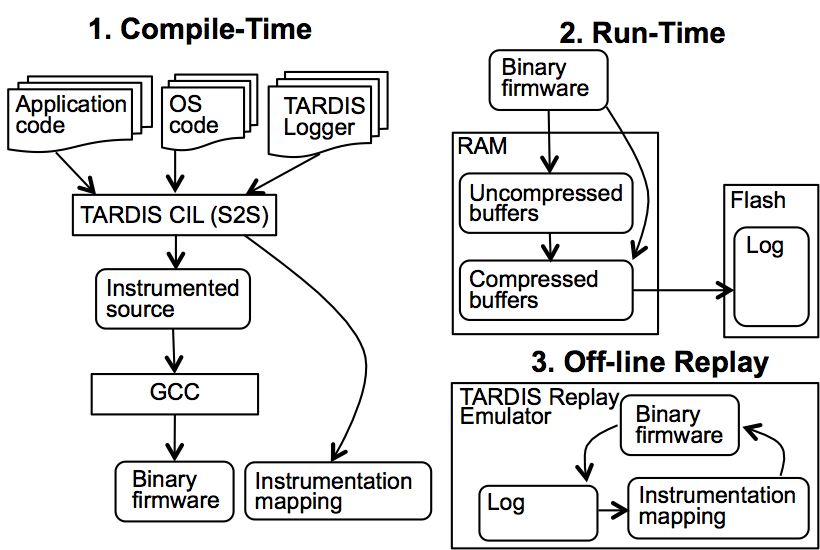 1. Compile-Time
Application
code
OS
code
TARDIS
Logger
TARDIS CIL (S2S)
Instrumented
source
GCC
Binary
firmware
Instrumentation
mapping
2. Run-Time
Binary
firmware
RAM
Uncompressed
buffers
Compressed
buffers
Flash
Log
3. Off-line Replay
TARDIS Replay
Emulator
Binary
firmware
Log
Instrumentation
mapping